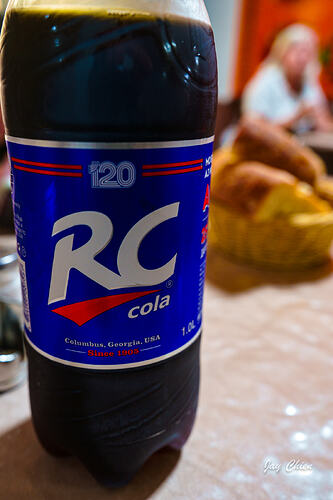 120
RC
cola
Columbus, Georgia, USA
Since 1905
1.0L
Jay Chien